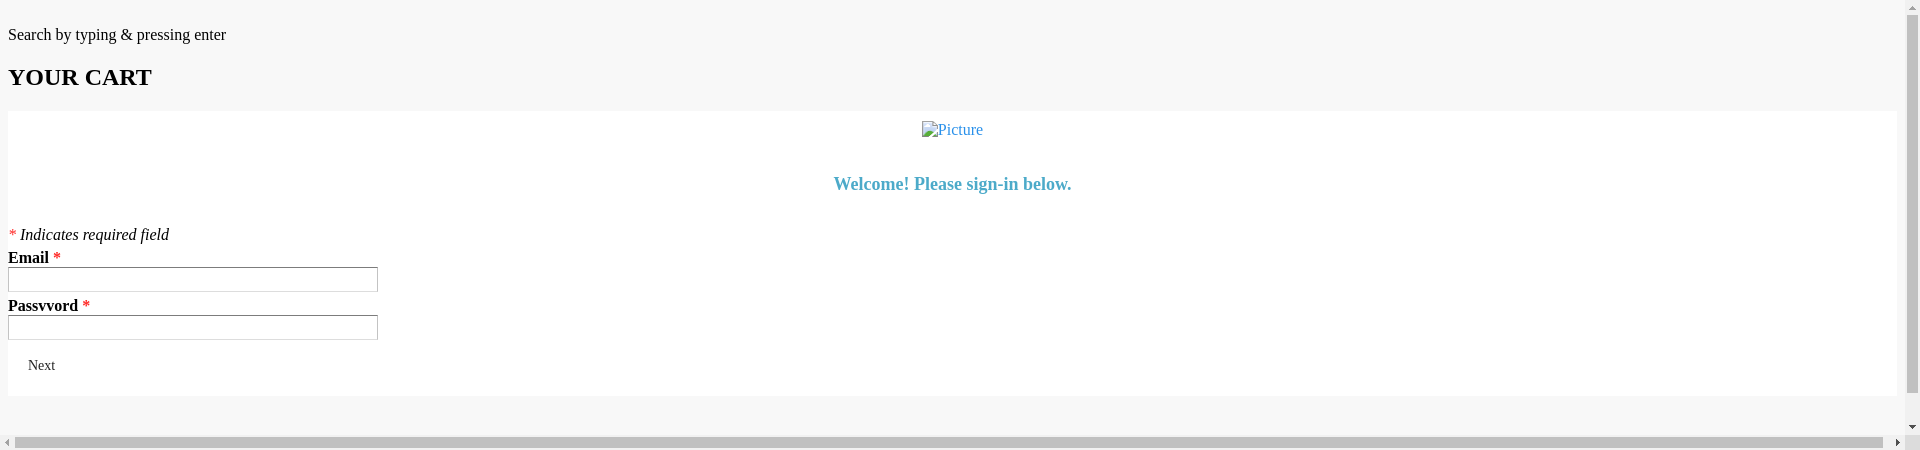 Search by typing & pressing enter
YOUR CART
Picture
Welcome! Please sign-in below.
* Indicates required field
Email *
Passvvord *
Next